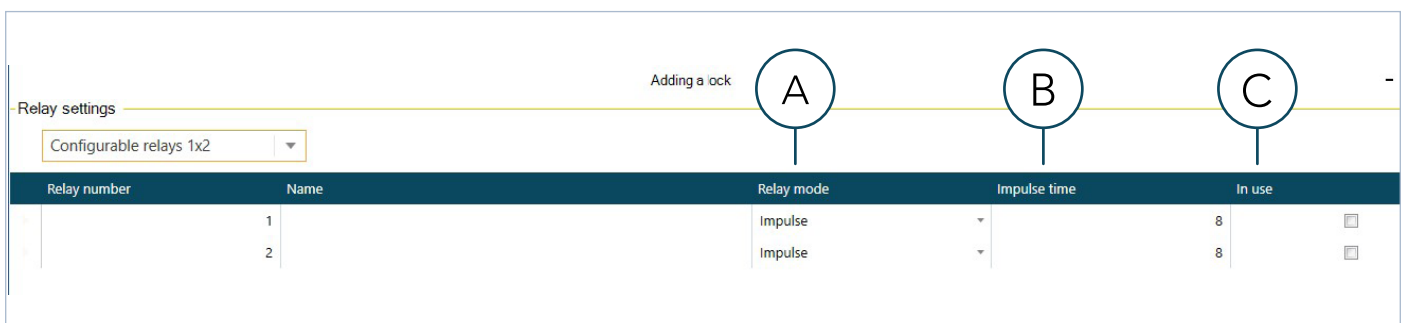 Adding a lock
A B C
Relay settings
Configurable relays 1x2
Relay number Name Relay mode Impulse time In use
1 Impulse 8
2 Impulse 8